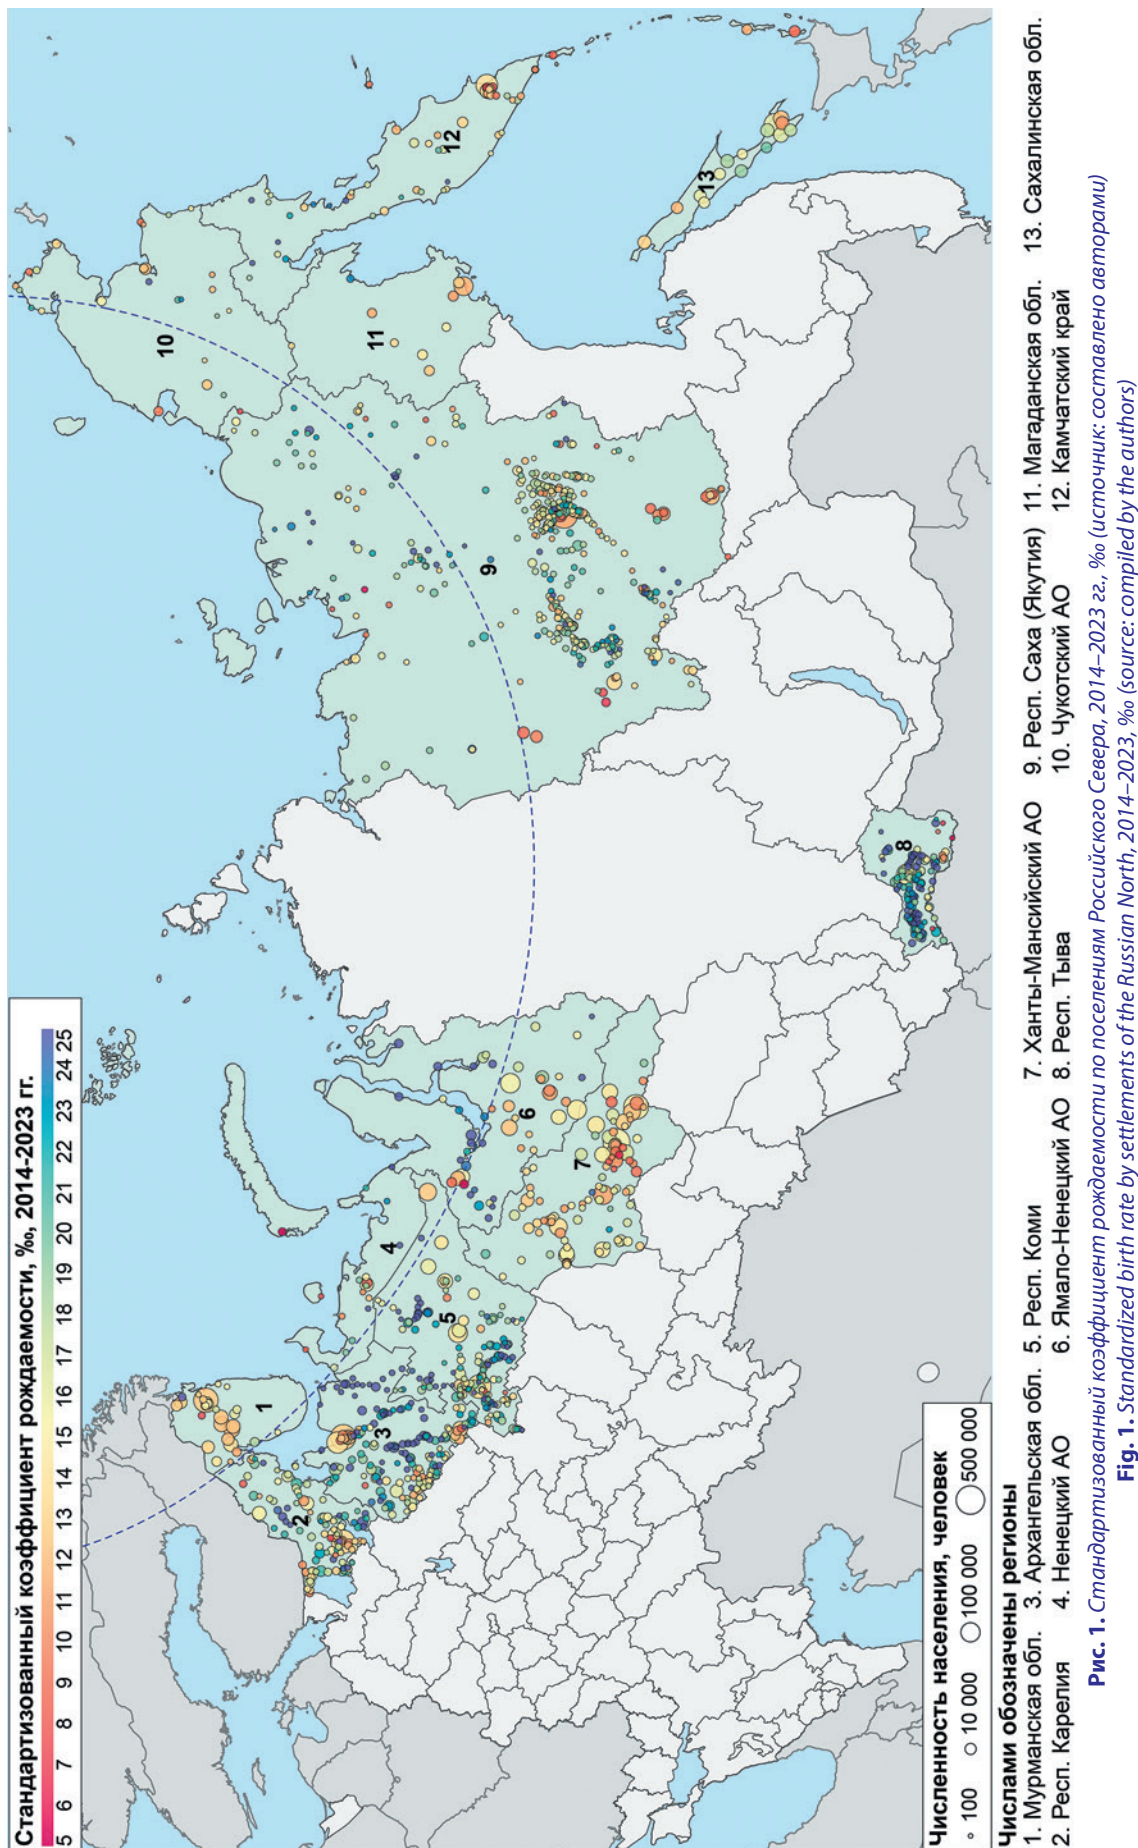 Стандартизованный коэффициент рождаемости, ‰, 2014-2023 гг.
5 6 7 8 9 10 11 12 13 14 15 16 17 18 19 20 21 22 23 24 25
1
2
3
4
5
6
7
8
9
10
11
12
13
Численность населения, человек
100 10 000 100 000 500 000
Числами обозначены регионы
1. Мурманская обл. 3. Архангельская обл. 5. Респ. Коми 7. Ханты-Мансийский АО 9. Респ. Саха (Якутия) 11. Магаданская обл. 13. Сахалинская обл.
2. Респ. Карелия 4. Ненецкий АО 6. Ямало-Ненецкий АО 8. Респ. Тыва 10. Чукотский АО 12. Камчатский край
Рис. 1. Стандартизованный коэффициент рождаемости по поселениям Российского Севера, 2014–2023 гг., ‰ (источник: составлено авторами)
Fig. 1. Standardized birth rate by settlements of the Russian North, 2014–2023, ‰ (source: compiled by the authors)